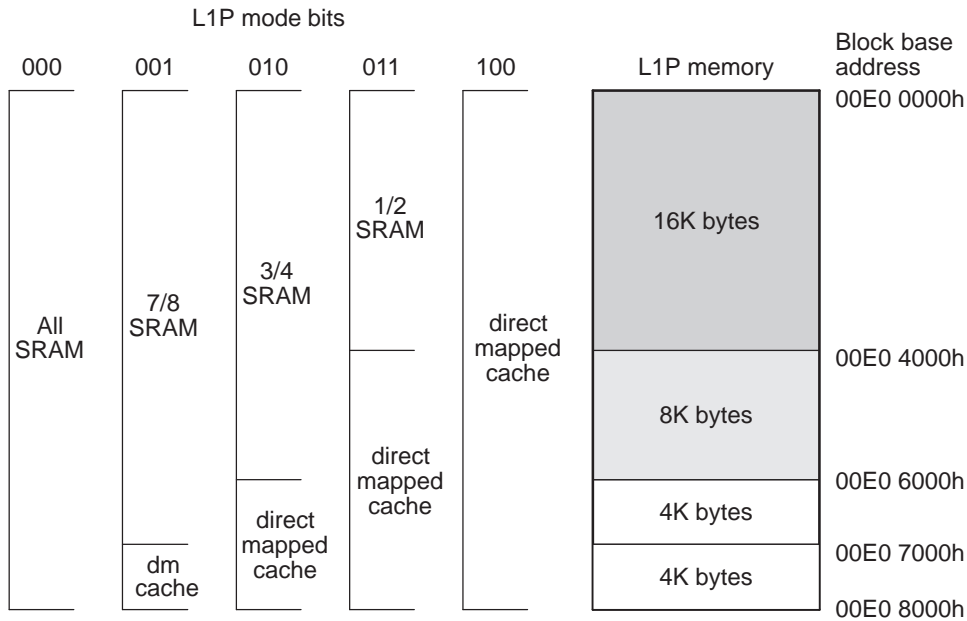 L1P mode bits
000 001 010 011 100 L1P memory
Block base
address
00E0 0000h
1/2
SRAM
16K bytes
3/4
SRAM
7/8
SRAM
All
SRAM
direct
mapped
cache
00E0 4000h
8K bytes
direct
mapped
cache
00E0 6000h
4K bytes
direct
mapped
cache
00E0 7000h
dm
cache
4K bytes
00E0 8000h